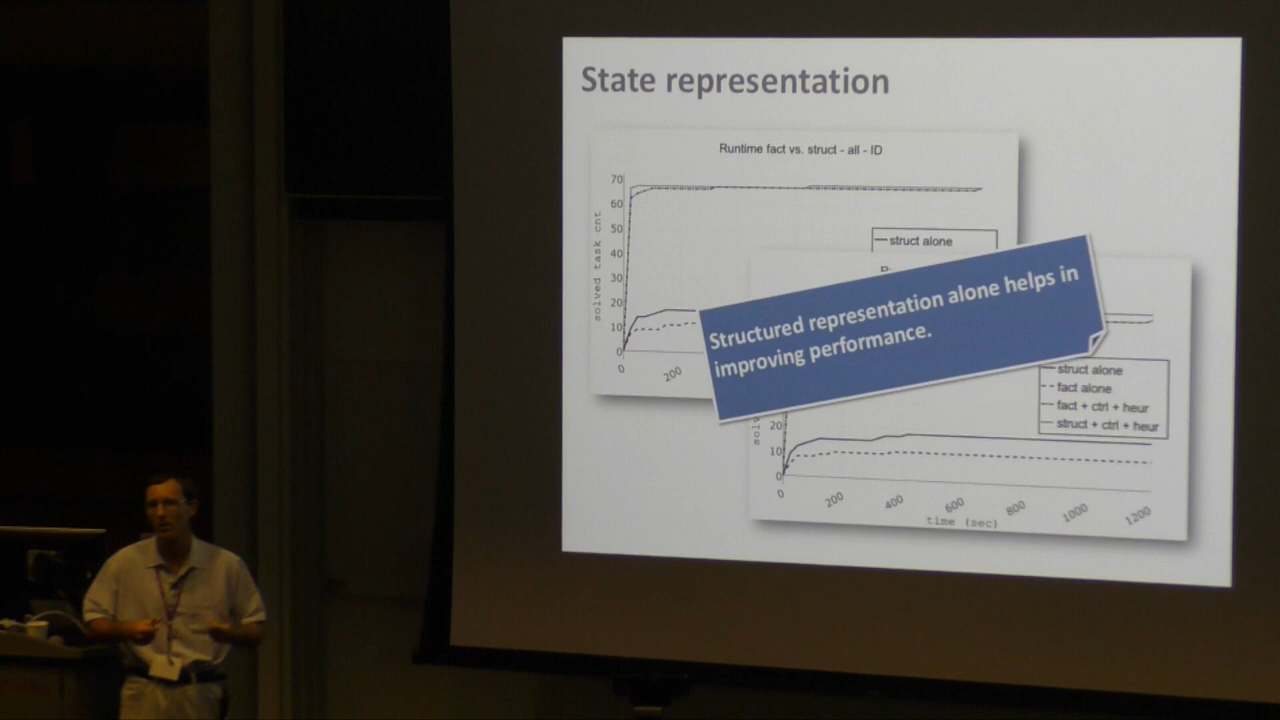 State representation
Runtime fact vs. struct - all - ID
70
60
50
40
30
20
10
0
solved task cnt
0
200
struct alone
Structured representation alone helps in
improving performance.
struct alone
fact alone
fact + ctrl + heur
struct + ctrl + heur
20
10
0
0
200
400
600
800
1000
1200
time (sec)